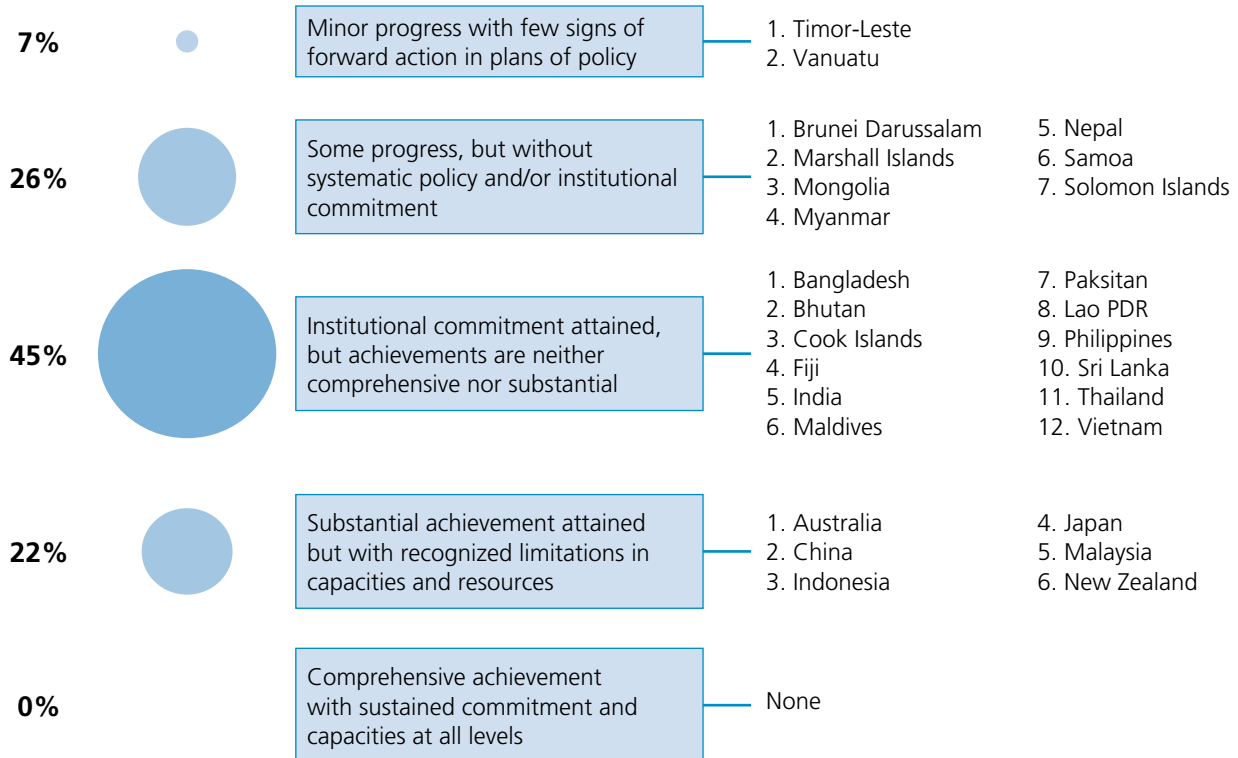 7%
Minor progress with few signs of
forward action in plans of policy
1. Timor-Leste
2. Vanuatu
26%
Some progress, but without
systematic policy and/or institutional
commitment
1. Brunei Darussalam
2. Marshall Islands
3. Mongolia
4. Myanmar
5. Nepal
6. Samoa
7. Solomon Islands
45%
Institutional commitment attained,
but achievements are neither
comprehensive nor substantial
1. Bangladesh
2. Bhutan
3. Cook Islands
4. Fiji
5. India
6. Maldives
7. Paksitan
8. Lao PDR
9. Philippines
10. Sri Lanka
11. Thailand
12. Vietnam
22%
Substantial achievement attained
but with recognized limitations in
capacities and resources
1. Australia
2. China
3. Indonesia
4. Japan
5. Malaysia
6. New Zealand
0%
Comprehensive achievement
with sustained commitment and
capacities at all levels
None